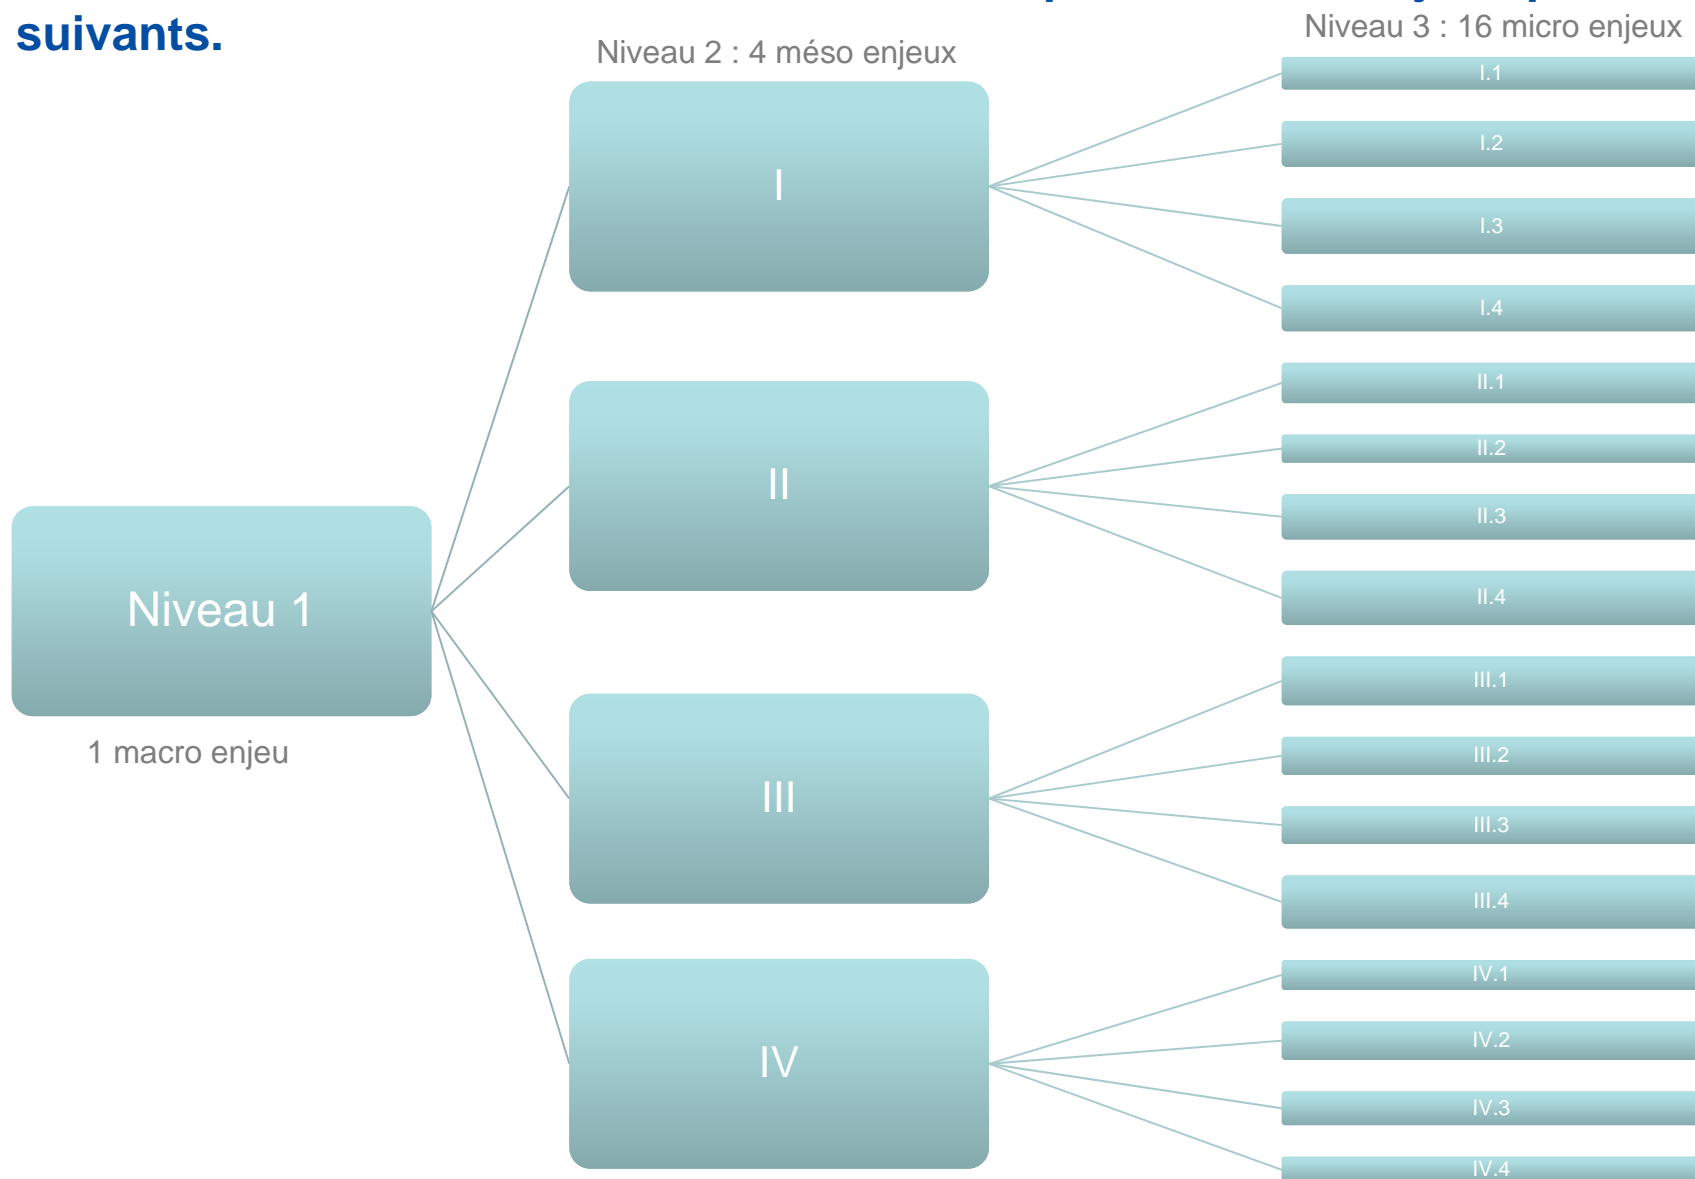 suivants.
Niveau 2 : 4 méso enjeux
Niveau 3 : 16 micro enjeux
Niveau 1
1 macro enjeu
I
II
III
IV
I.1
I.2
I.3
I.4
II.1
II.2
II.3
II.4
III.1
III.2
III.3
III.4
IV.1
IV.2
IV.3
IV.4